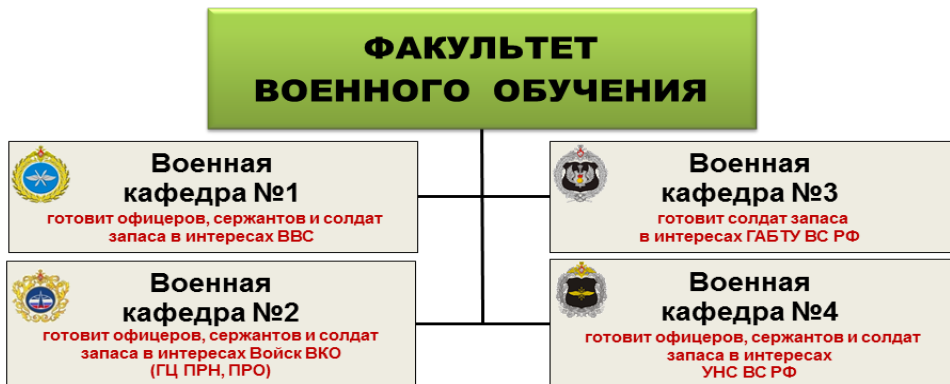 ФАКУЛЬТЕТ
ВОЕННОГО ОБУЧЕНИЯ
Военная
кафедра №1
готовит офицеров, сержантов и солдат
запаса в интересах ВВС
Военная
кафедра №2
готовит офицеров, сержантов и солдат
запаса в интересах Войск ВКО
(ГЦ ПРН, ПРО)
Военная
кафедра №3
готовит солдат запаса
в интересах ГАБТУ ВС РФ
Военная
кафедра №4
готовит офицеров, сержантов и солдат
запаса в интересах
УНС ВС РФ